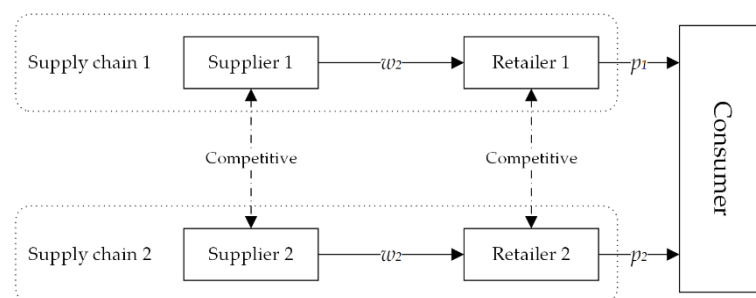 Supply chain 1
Supplier 1
w2
Retailer 1
p1
Consumer
Competitive
Competitive
Supply chain 2
Supplier 2
w2
Retailer 2
p2